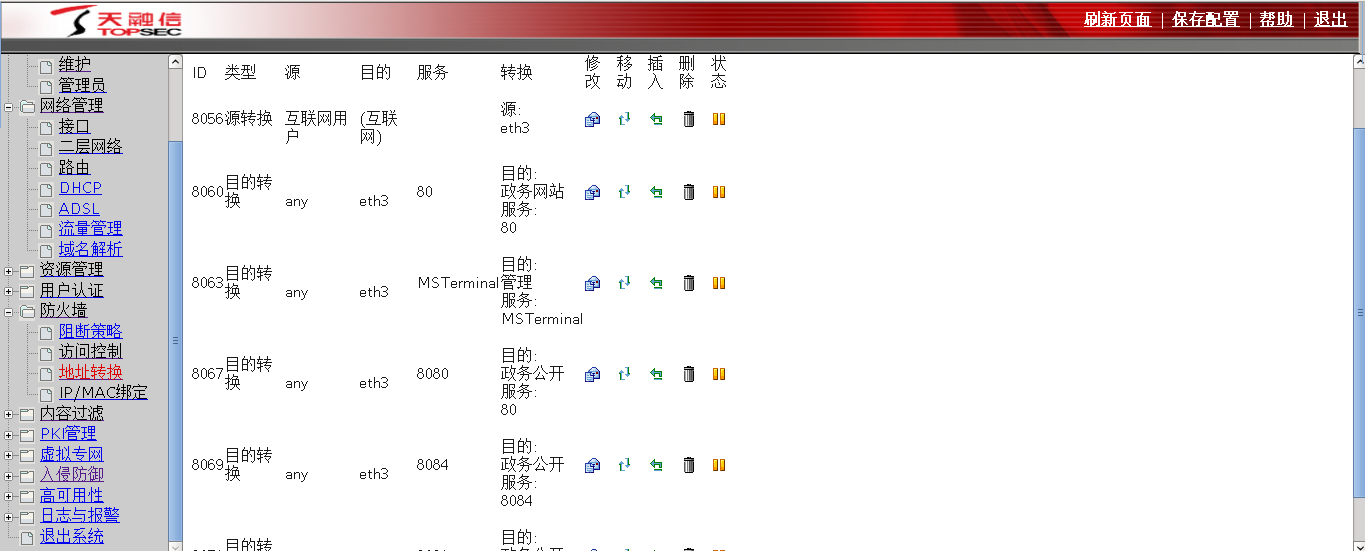 天融信
TOPSEC
刷新页面 | 保存配置 | 帮助 | 退出
维护
管理员
网络管理
接口
二层网络
路由
DHCP
ADSL
流量管理
域名解析
资源管理
用户认证
防火墙
阻断策略
访问控制
地址转换
IP/MAC绑定
内容过滤
PKI管理
虚拟专网
入侵防御
高可用性
日志与报警
退出系统
ID 类型 源 目的 服务 转换 修改 移动 插入 删除 状态
8056 源转换 互联网用户 (互联网) 源:
eth3
8060 目的转换 any eth3 80 目的:
政务网站
服务:
80
8063 目的转换 any eth3 MSTerminal 目的:
管理
服务:
MSTerminal
8067 目的转换 any eth3 8080 目的:
政务公开
服务:
80
8069 目的转换 any eth3 8084 目的:
政务公开
服务:
8084
目的转 目的:
政务公开